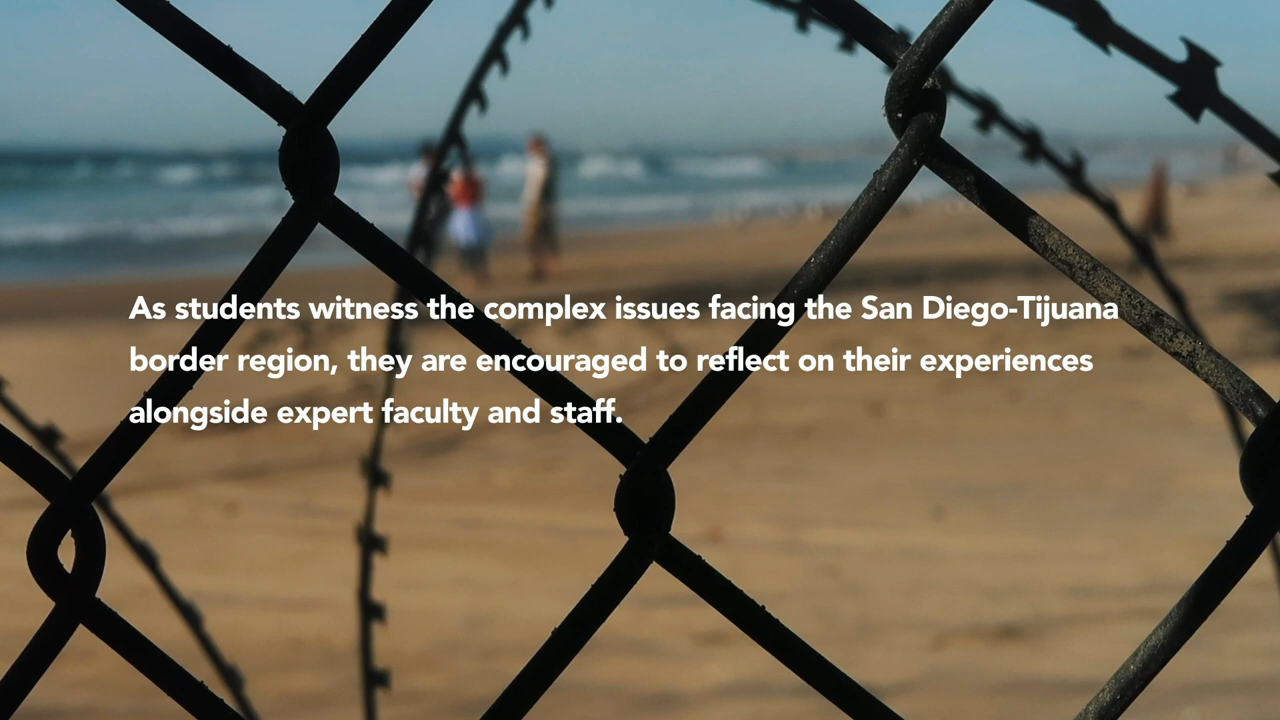 As students witness the complex issues facing the San Diego-Tijuana
border region, they are encouraged to reflect on their experiences
alongside expert faculty and staff.